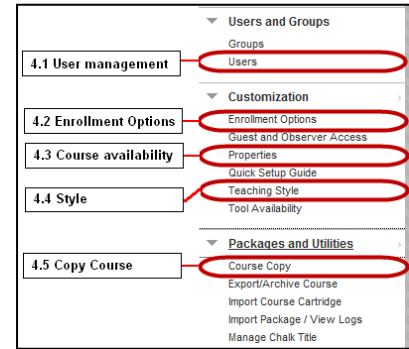 Users and Groups
Groups
4.1 User management
Users
Customization
4.2 Enrollment Options
Enrollment Options
Guest and Observer Access
4.3 Course availability
Properties
Quick Setup Guide
4.4 Style
Teaching Style
Tool Availability
Packages and Utilities
4.5 Copy Course
Course Copy
Export/Archive Course
Import Course Cartridge
Import Package / View Logs
Manage Chalk Title